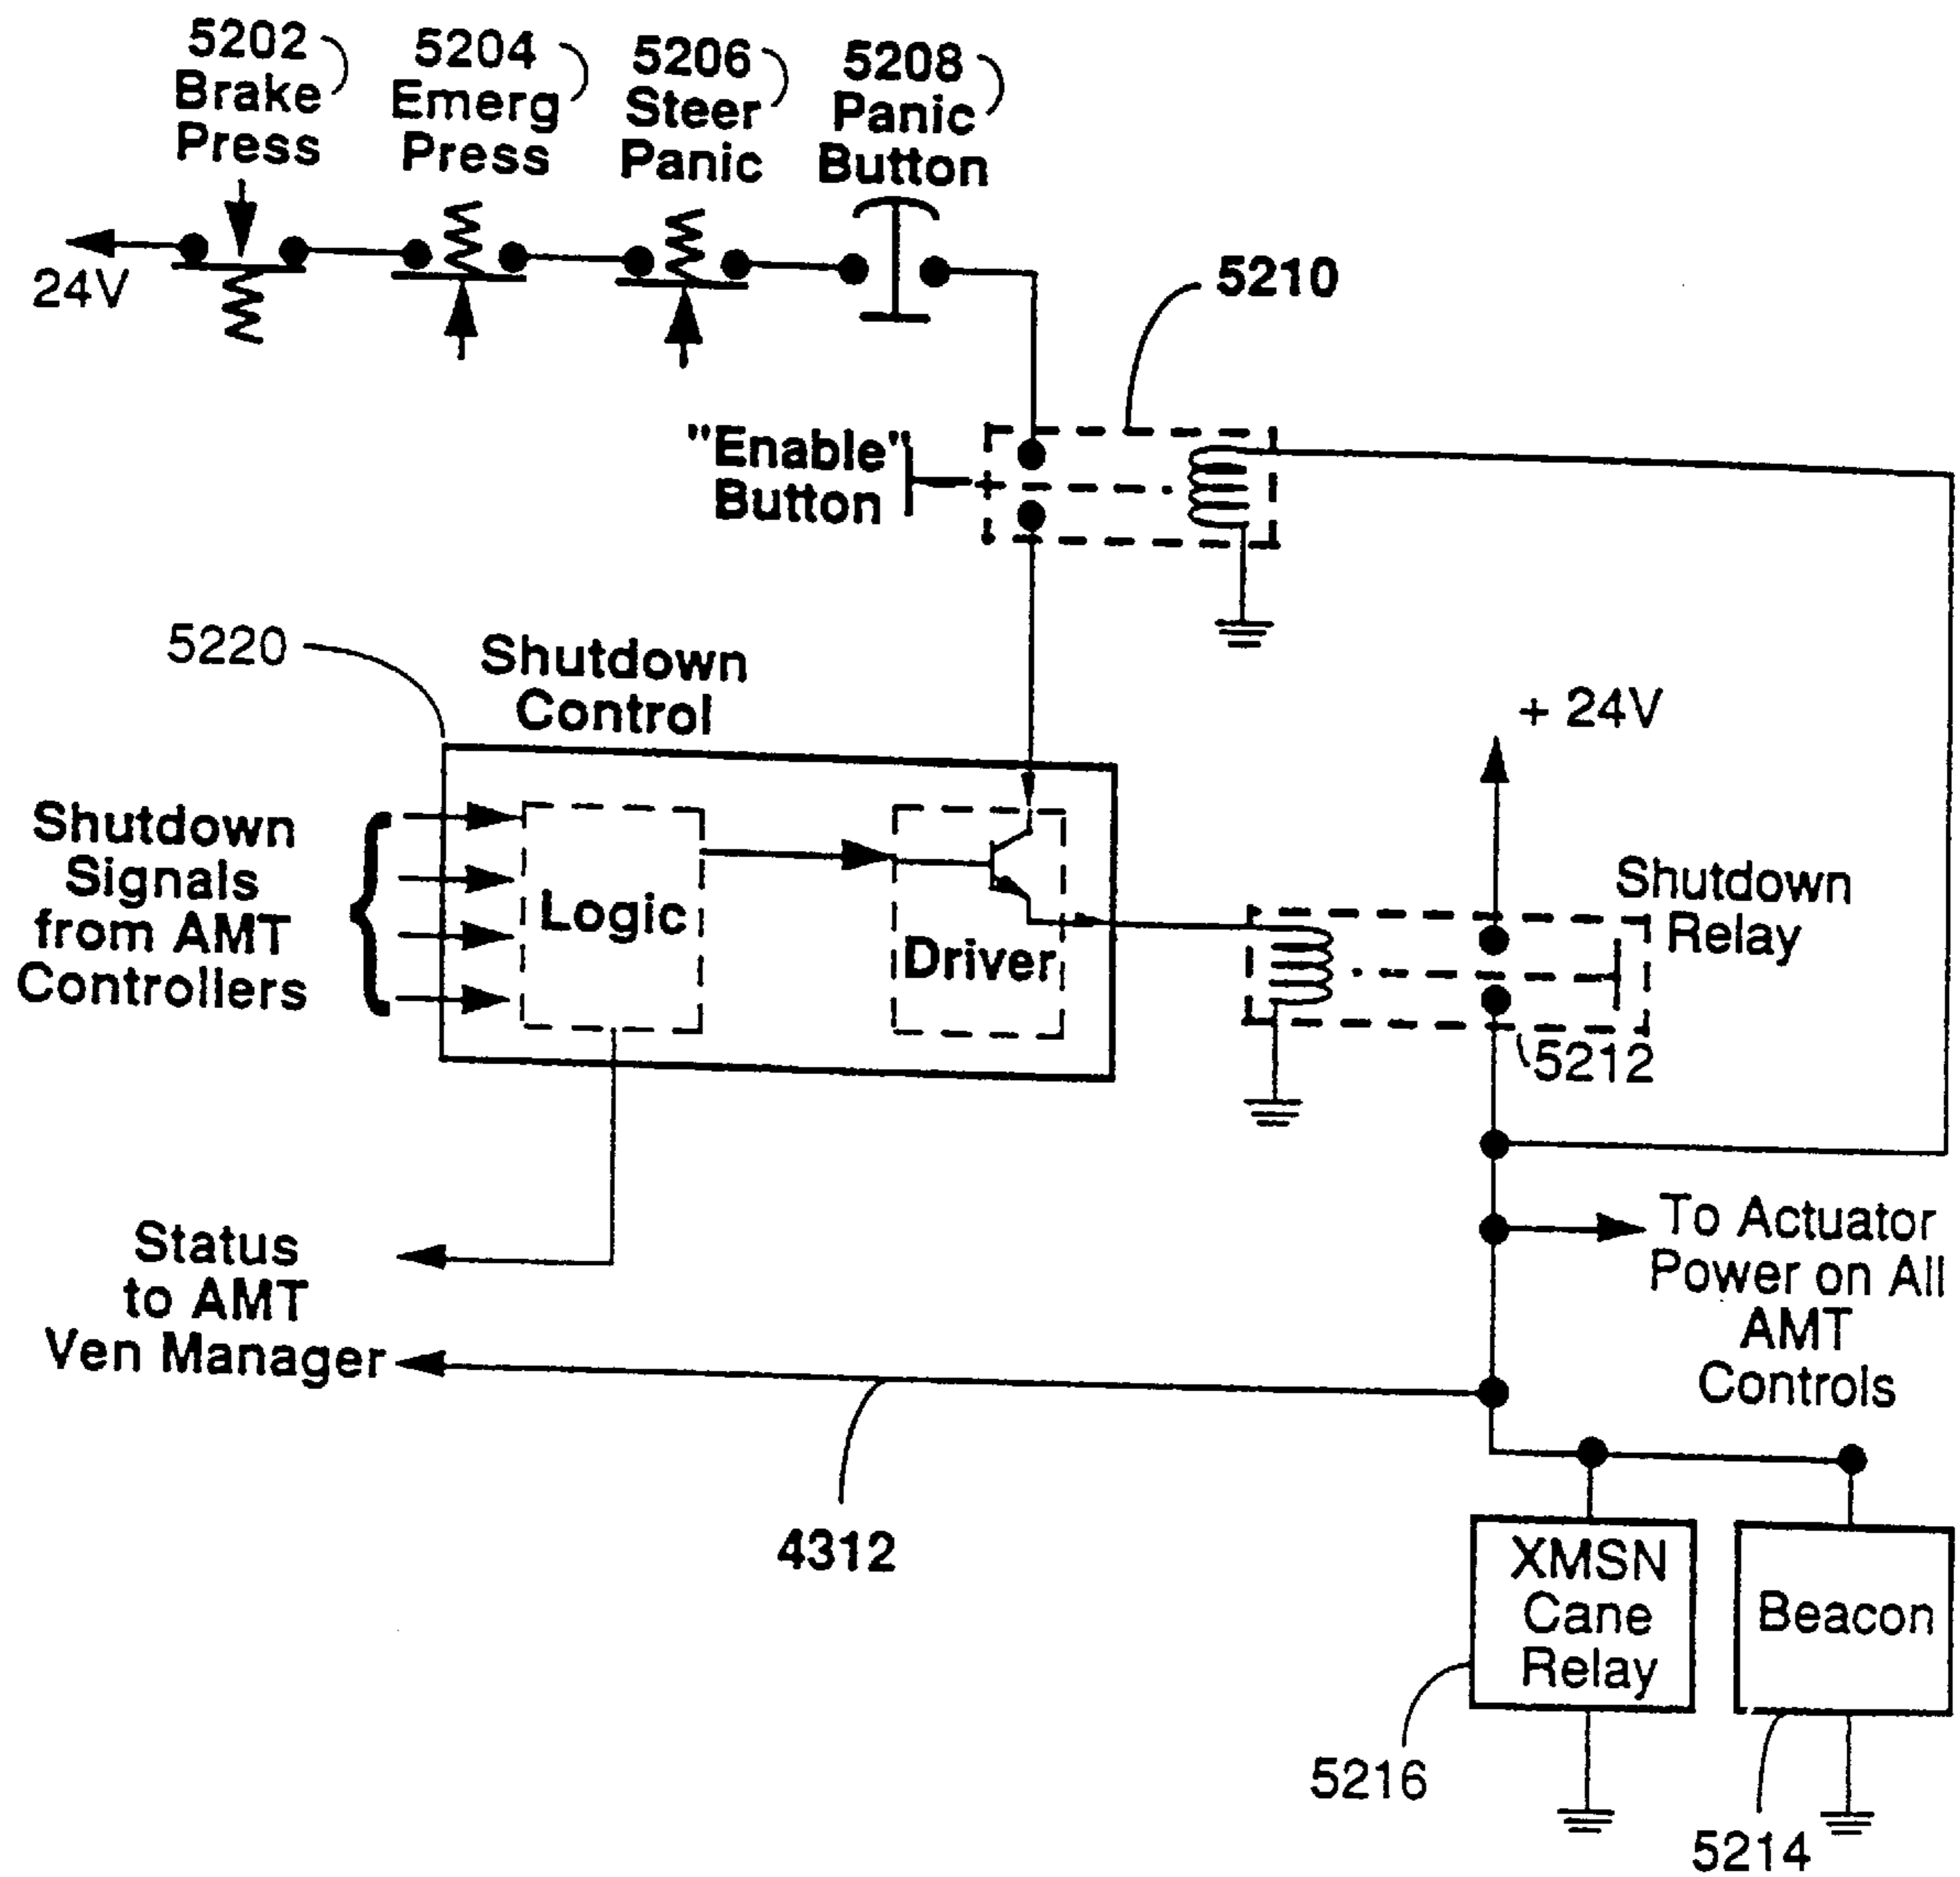 5202
Brake
Press
5204
Emerg
Press
5206
Steer
Panic
5208
Panic
Button
24V
5210
"Enable"
Button
5220
Shutdown
Control
+ 24V
Shutdown
Signals
from AMT
Controllers
Logic
Driver
Shutdown
Relay
5212
Status
to AMT
Ven Manager
To Actuator
Power on All
AMT
Controls
4312
XMSN
Cane
Relay
Beacon
5216
5214